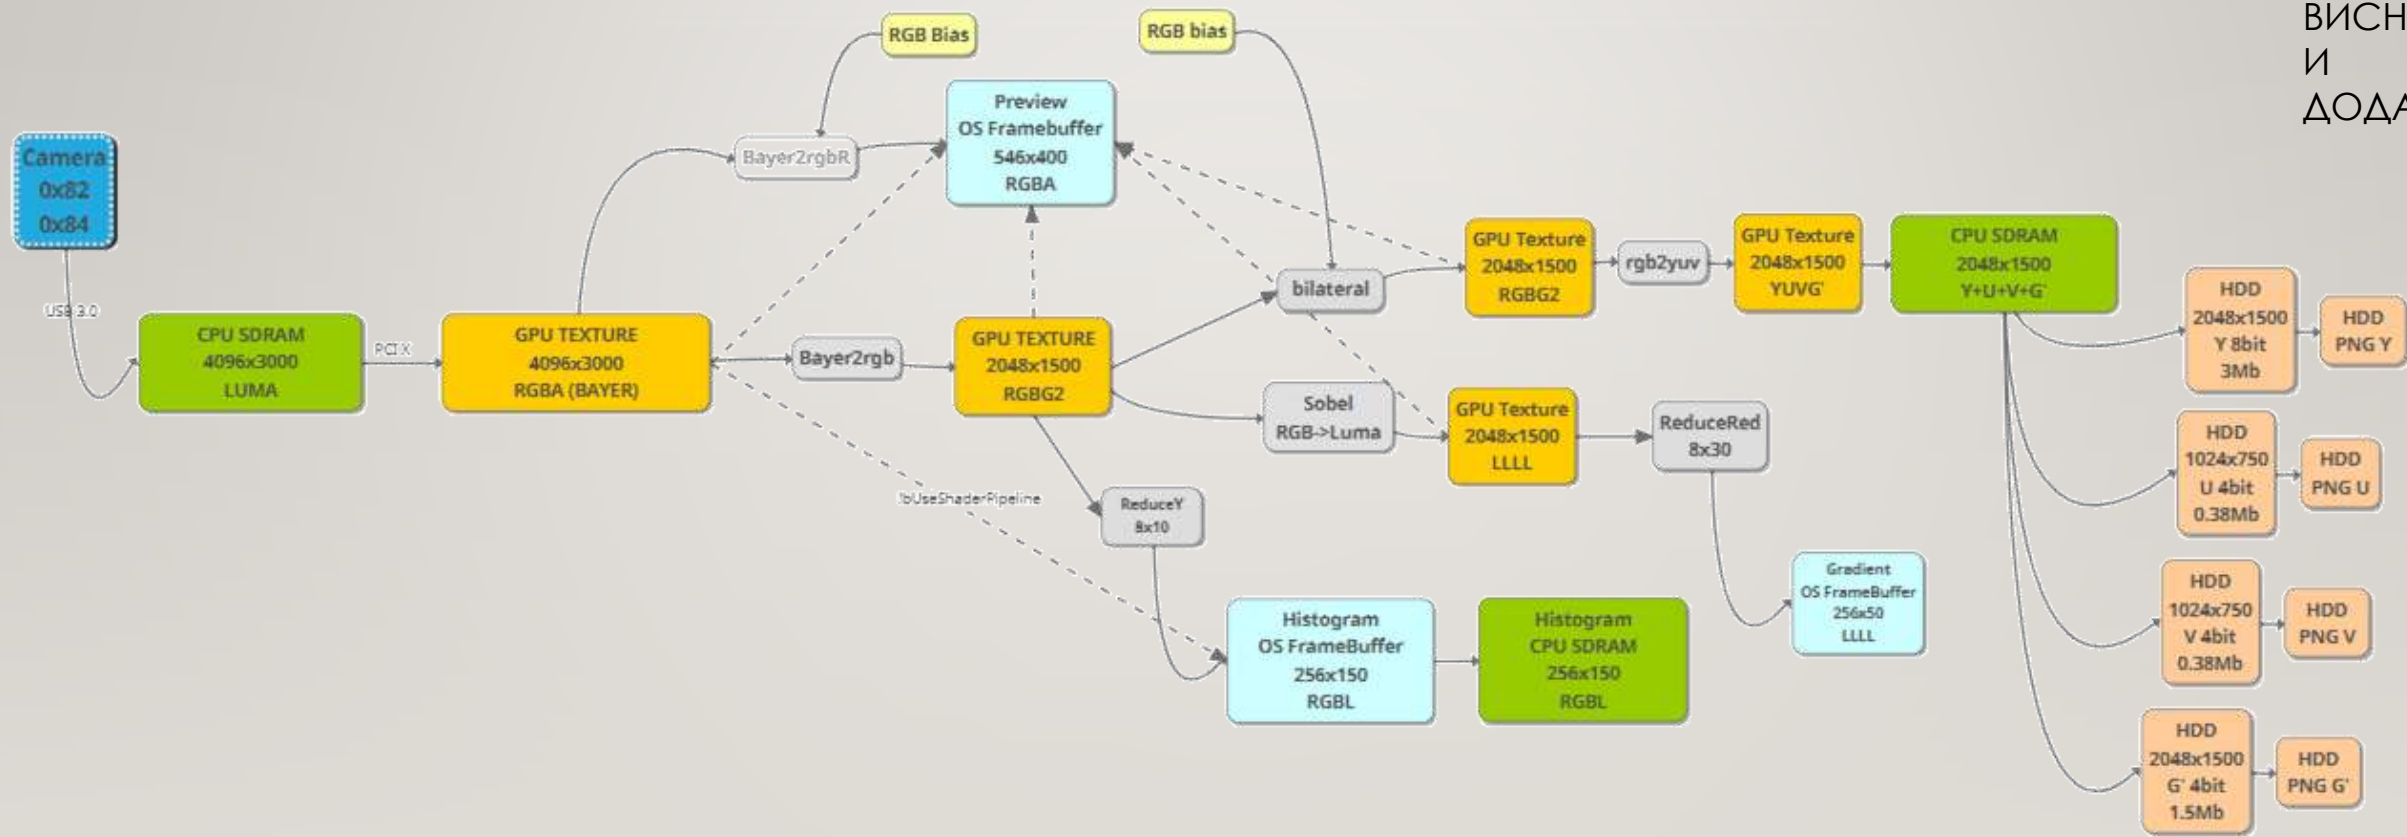 ВИСН
И
ДОДА
RGB Bias
RGB bias
Preview
OS Framebuffer
546x400
RGBA
Camera
0x82
0x84
Bayer2rgbR
USB 3.0
CPU SDRAM
4096x3000
LUMA
PCI X
GPU TEXTURE
4096x3000
RGBA (BAYER)
Bayer2rgb
GPU TEXTURE
2048x1500
RGBG2
bilateral
GPU Texture
2048x1500
RGBG2
rgb2yuv
GPU Texture
2048x1500
YUVG'
CPU SDRAM
2048x1500
Y+U+V+G'
Sobel
RGB->Luma
GPU Texture
2048x1500
LLLL
ReduceRed
8x30
!bUseShaderPipeline
ReduceY
8x10
Histogram
OS FrameBuffer
256x150
RGBL
Histogram
CPU SDRAM
256x150
RGBL
Gradient
OS FrameBuffer
256x50
LLLL
HDD
2048x1500
Y 8bit
3Mb
HDD
PNG Y
HDD
1024x750
U 4bit
0.38Mb
HDD
PNG U
HDD
1024x750
V 4bit
0.38Mb
HDD
PNG V
HDD
2048x1500
G' 4bit
1.5Mb
HDD
PNG G'